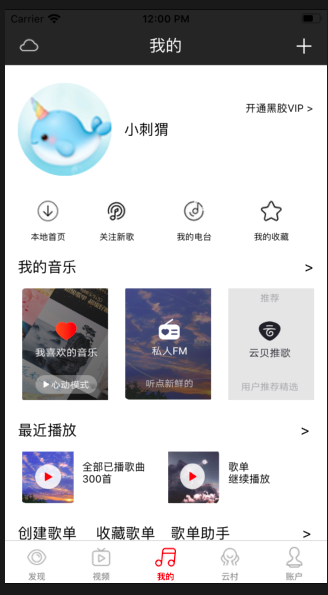 Carrier 12:00 PM
我的
小刺猬
开通黑胶VIP >
本地首页 关注新歌 我的电台 我的收藏
我的音乐 >
我喜欢的音乐
▶心动模式
私人FM
听点新鲜的
推荐
云贝推歌
用户推荐精选
最近播放 >
全部已播歌曲
300首
歌单
继续播放
创建歌单 收藏歌单 歌单助手 >
发现 视频 我的 云村 账户